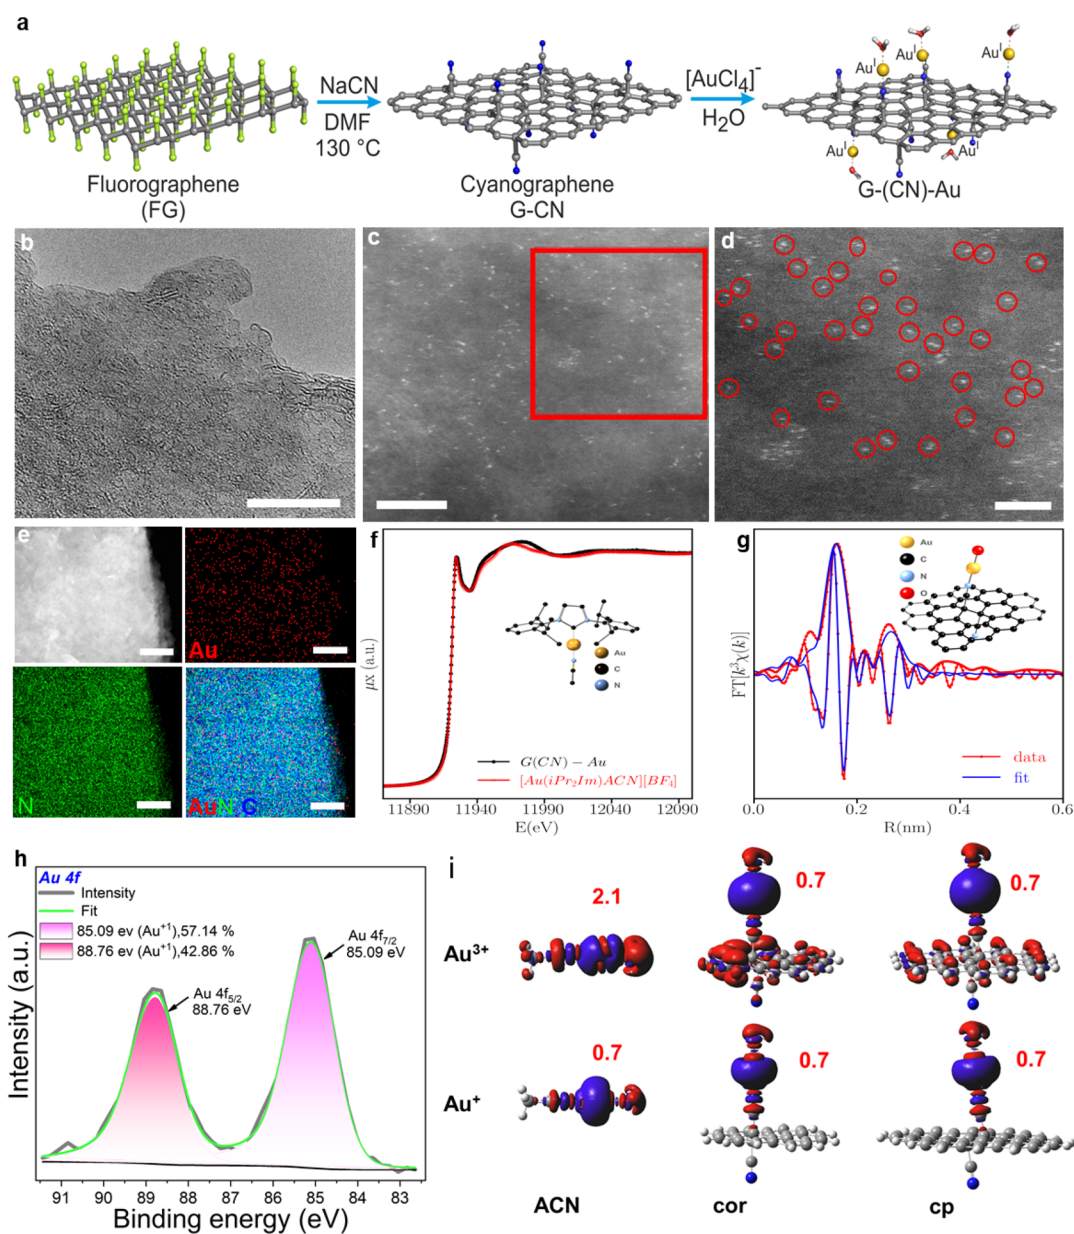 a
NaCN
DMF
130 °C
[AuCl4]-
H2O
Au^I
Au^I
Au^I
Au^I
Au^I
Fluorographene
(FG)
Cyanographene
G-CN
G-(CN)-Au
b
c
d
e
Au
N
AuN C
f
μx (a.u.)
Au
C
N
G(CN) − Au
[Au(iPr2Im)ACN][BF4]
11890 11940 11990 12040 12090
E(eV)
g
Au
C
N
O
FT[k^3χ(k)]
data
fit
0.0 0.2 0.4 0.6
R(nm)
h
Au 4f
Intensity
Fit
85.09 ev (Au+1),57.14 %
88.76 ev (Au+1),42.86 %
Au 4f7/2
85.09 eV
Au 4f5/2
88.76 eV
Intensity (a.u.)
91 90 89 88 87 86 85 84 83
Binding energy (eV)
i
2.1
0.7
0.7
Au3+
0.7
0.7
0.7
Au+
ACN
cor
cp